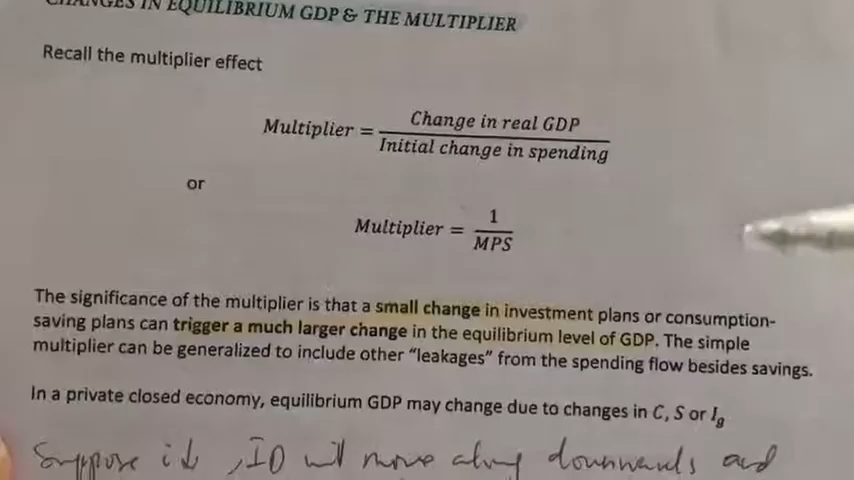 CHANGES IN EQUILIBRIUM GDP & THE MULTIPLIER
Recall the multiplier effect
Multiplier = Change in real GDP / Initial change in spending
or
Multiplier = 1 / MPS
The significance of the multiplier is that a small change in investment plans or consumption-
saving plans can trigger a much larger change in the equilibrium level of GDP. The simple
multiplier can be generalized to include other “leakages” from the spending flow besides savings.
In a private closed economy, equilibrium GDP may change due to changes in C, S or Ig
Suppose i↓, ID will move along downwards and